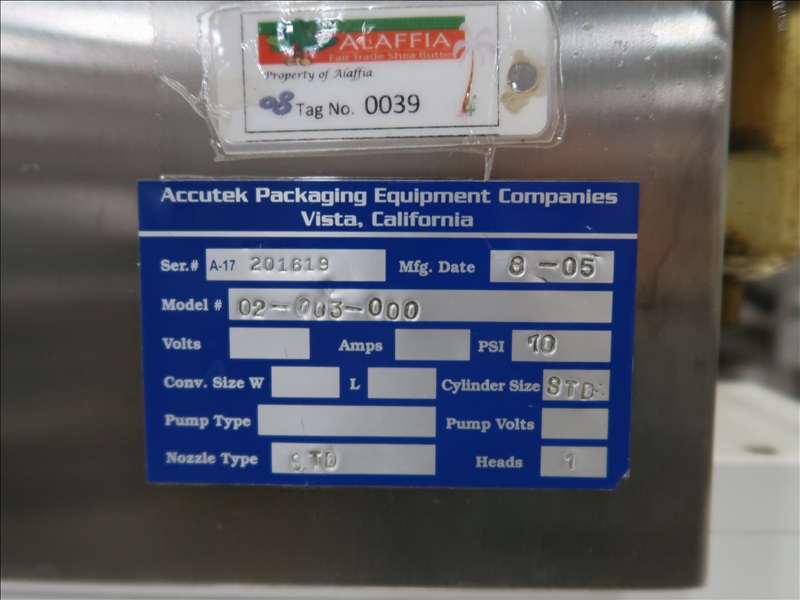 ALAFFIA
Fair Trade Shea Butter
Property of Alaffia
Tag No. 0039
Accutek Packaging Equipment Companies
Vista, California
Ser.# A-17 201619 Mfg. Date 8-05
Model # 02-003-000
Volts Amps PSI 70
Conv. Size W L Cylinder Size STD
Pump Type Pump Volts
Nozzle Type STD Heads 1